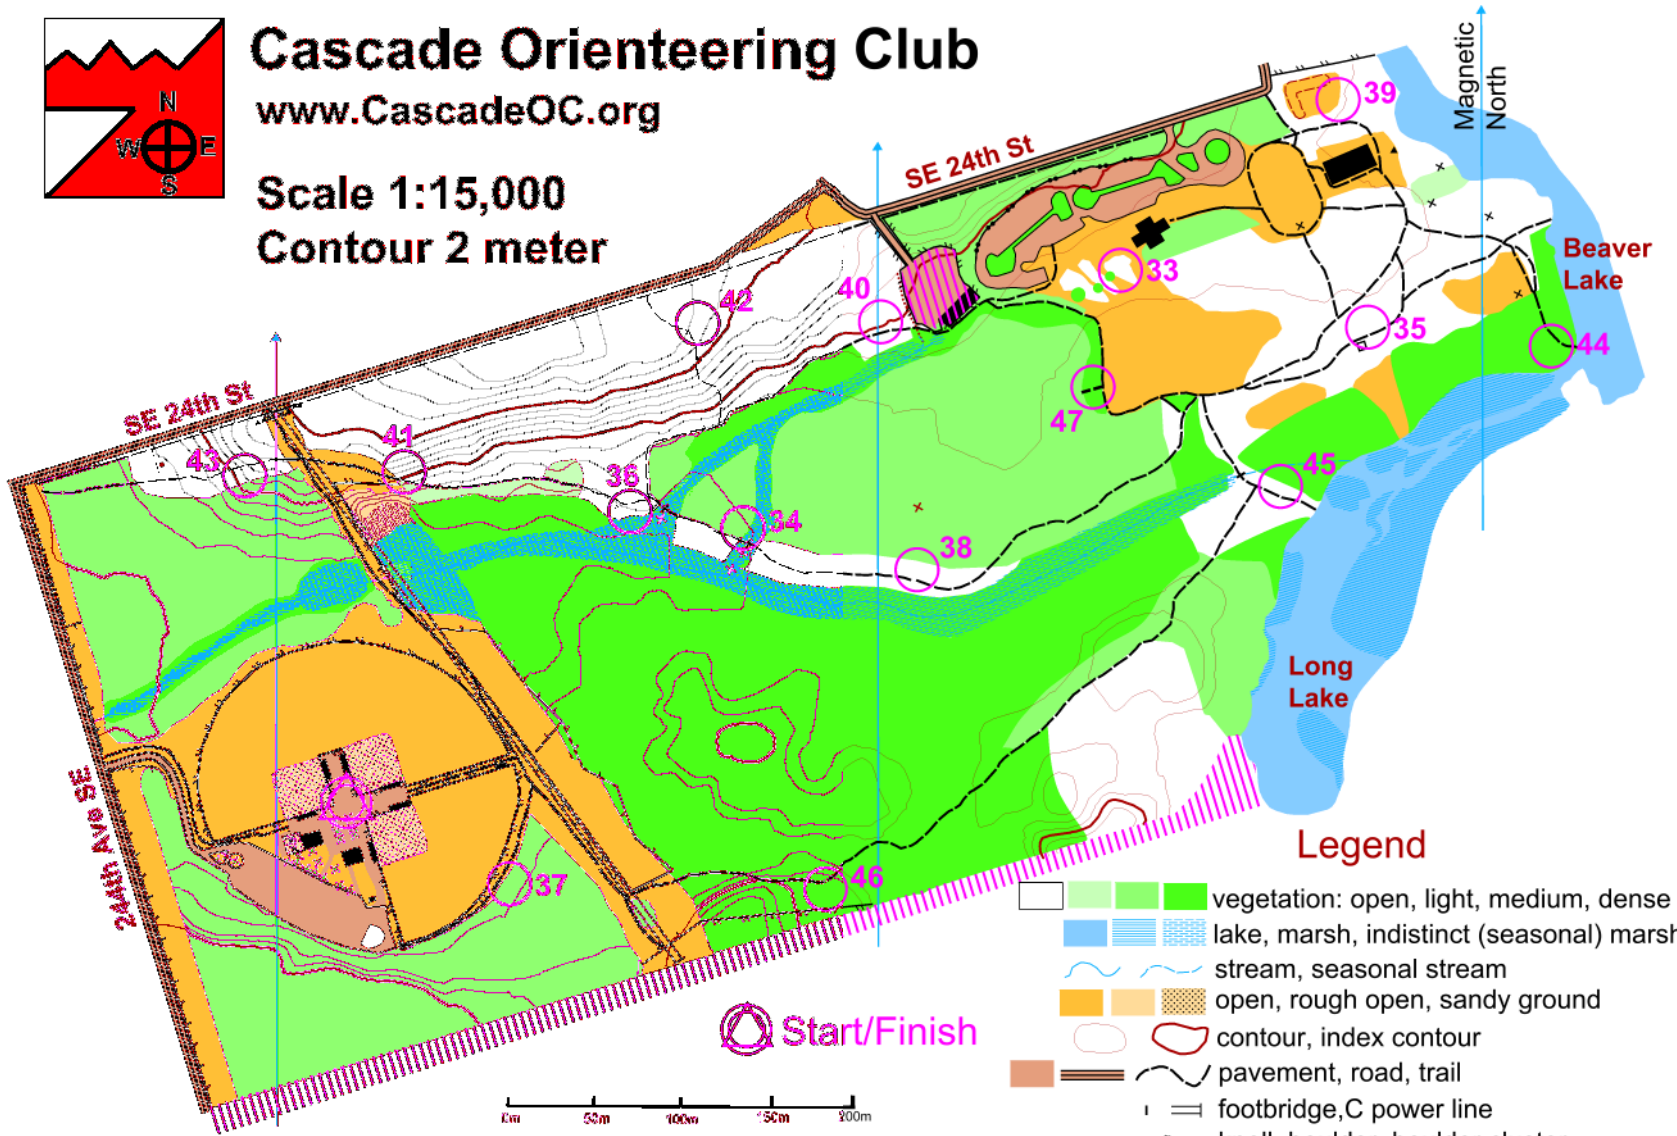 Cascade Orienteering Club
www.CascadeOC.org
Scale 1:15,000
Contour 2 meter
N
W E
S
Magnetic
North
SE 24th St
SE 24th St
244th Ave SE
Beaver
Lake
Long
Lake
39
33
40
42
35
44
47
41
43
36
34
45
38
37
46
Start/Finish
0m 50m 100m 150m 200m
Legend
vegetation: open, light, medium, dense
lake, marsh, indistinct (seasonal) marsh
stream, seasonal stream
open, rough open, sandy ground
contour, index contour
pavement, road, trail
footbridge,C power line